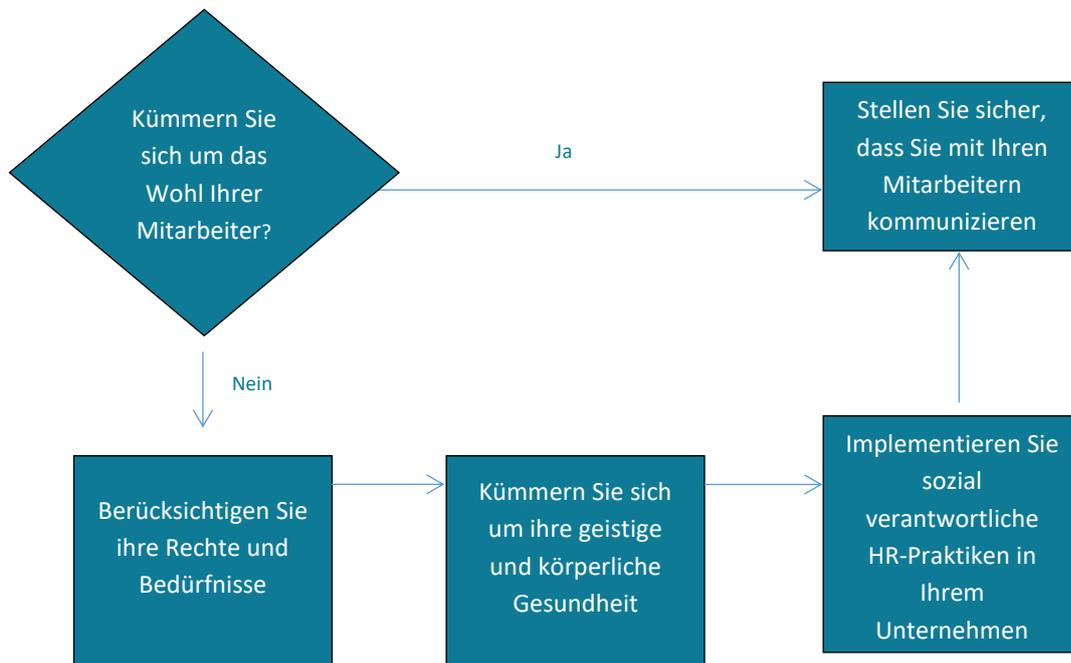 Kümmern Sie
sich um das
Wohl Ihrer
Mitarbeiter?
Ja
Stellen Sie sicher,
dass Sie mit Ihren
Mitarbeitern
kommunizieren
Nein
Berücksichtigen Sie
ihre Rechte und
Bedürfnisse
Kümmern Sie sich
um ihre geistige
und körperliche
Gesundheit
Implementieren Sie
sozial
verantwortliche
HR-Praktiken in
Ihrem
Unternehmen